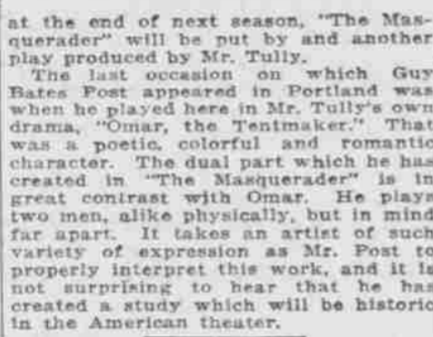 at the end of next season, "The Mas-
querader" will be put by and another
play produced by Mr. Tully.
The last occasion on which Guy
Bates Post appeared in Portland was
when he played here in Mr. Tully's own
drama, "Omar, the Tentmaker." That
was a poetic, colorful and romantic
character. The dual part which he has
created in "The Masquerader" is in
great contrast with Omar. He plays
two men, alike physically, but in mind
far apart. It takes an artist of such
variety of expression as Mr. Post to
properly interpret this work, and it is
not surprising to hear that he has
created a study which will be historic
in the American theater.